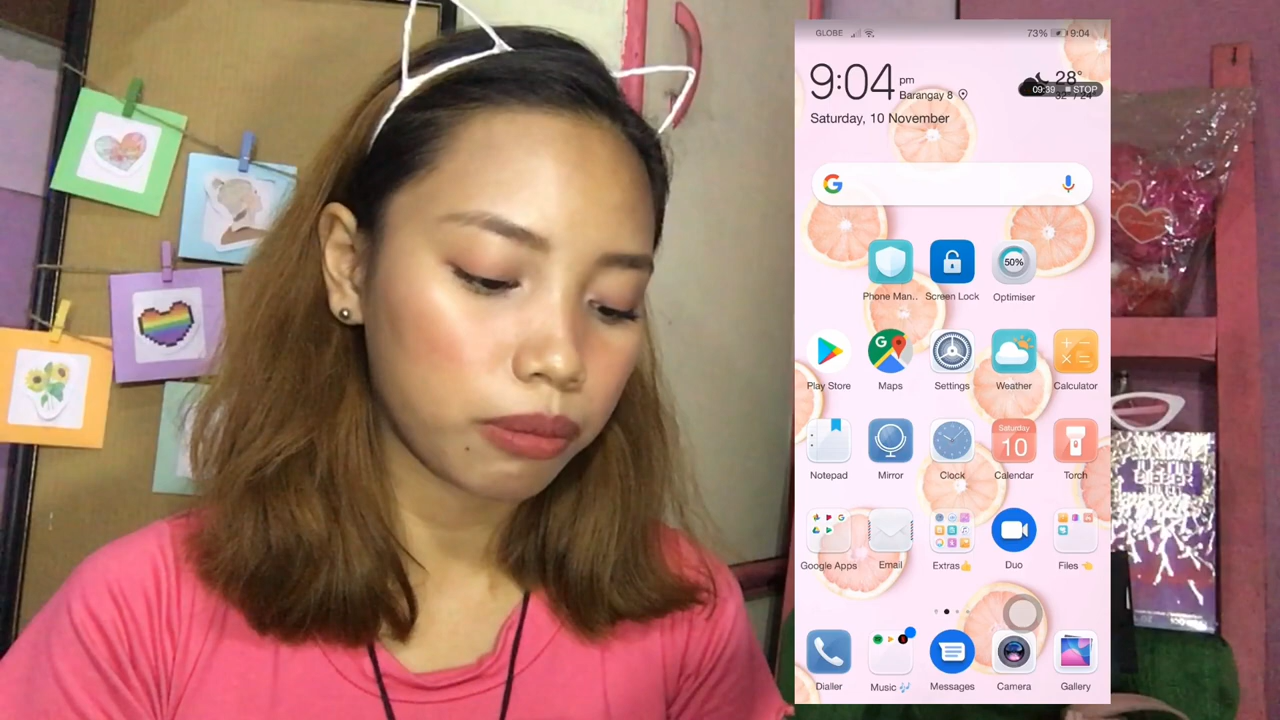 GLOBE
73% 9:04
9:04 pm
Barangay 8
28°
09:39 STOP
Saturday, 10 November
G
Phone Man.. Screen Lock Optimiser
50%
Play Store Maps Settings Weather Calculator
Saturday
10
Notepad Mirror Clock Calendar Torch
Google Apps Email Extras👍 Duo Files 👈
Dialler Music 🎶 Messages Camera Gallery